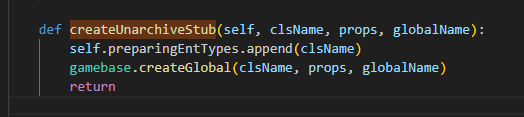 def createUnarchiveStub(self, clsName, props, globalName):
self.preparingEntTypes.append(clsName)
gamebase.createGlobal(clsName, props, globalName)
return